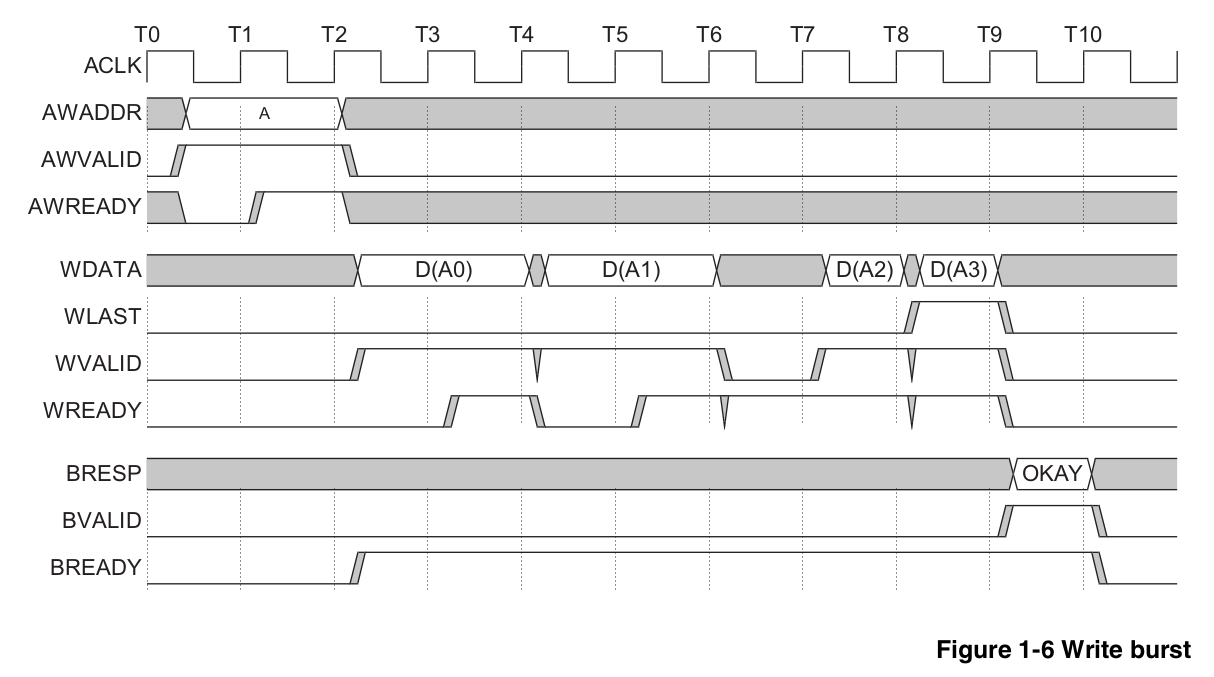 T0 T1 T2 T3 T4 T5 T6 T7 T8 T9 T10
ACLK
AWADDR A
AWVALID
AWREADY
WDATA D(A0) D(A1) D(A2) D(A3)
WLAST
WVALID
WREADY
BRESP OKAY
BVALID
BREADY
Figure 1-6 Write burst